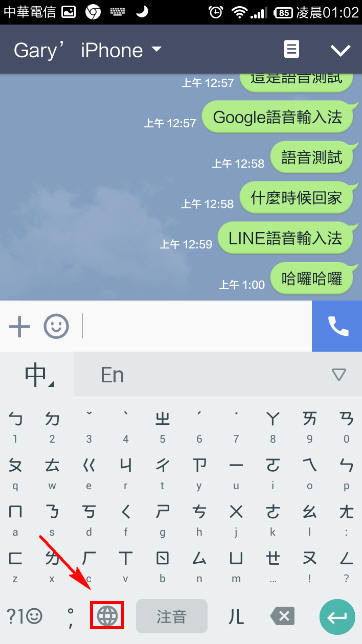 中華電信 85 凌晨01:02
Gary’ iPhone
上午 12:57 這是語音測試
上午 12:57 Google語音輸入法
上午 12:58 語音測試
上午 12:58 什麼時候回家
上午 12:59 LINE語音輸入法
上午 1:00 哈囉哈囉
中 En
ㄅ ㄉ ˇ ˋ ㄓ ˊ ˙ ㄚ ㄞ ㄢ
1 2 3 4 5 6 7 8 9 0
ㄆ ㄊ ㄍ ㄐ ㄔ ㄗ ㄧ ㄛ ㄟ ㄣ
q w e r t y u i o p
ㄇ ㄋ ㄎ ㄑ ㄕ ㄘ ㄨ ㄜ ㄠ ㄤ
a s d f g h j k l :
ㄈ ㄌ ㄏ ㄒ ㄖ ㄙ ㄩ ㄝ ㄡ ㄥ
z x c v b n m ... ! ?
?1 °, 注音 ㄦ